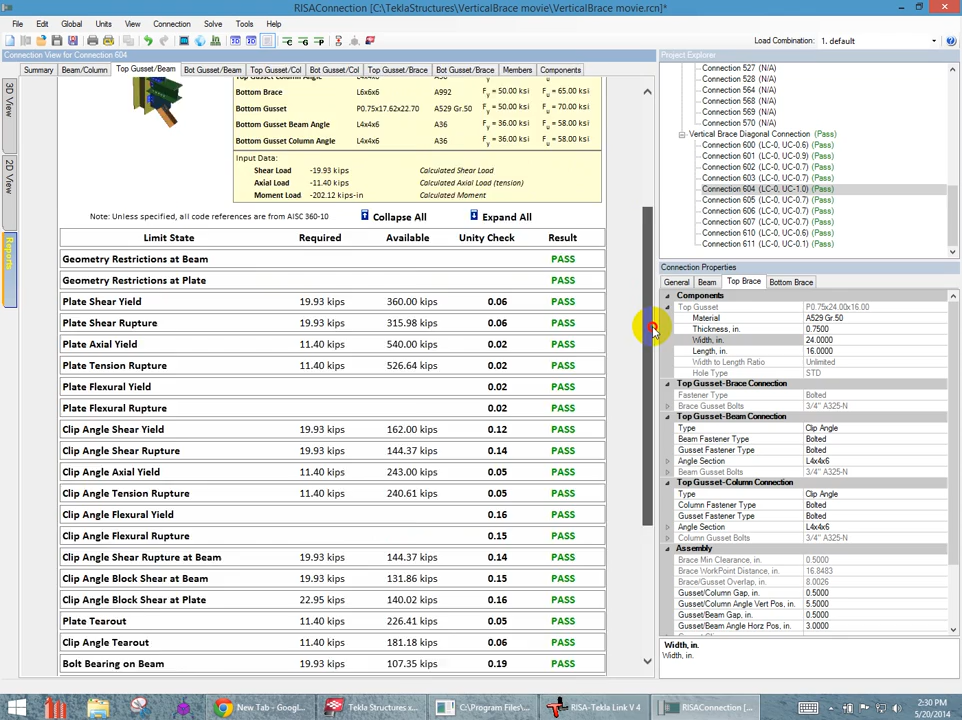 RISAConnection [C:\TeklaStructures\VerticalBrace movie\VerticalBrace movie.rcn]*
File Edit Global Units View Connection Solve Tools Help
Load Combination: 1. default
Connection View for Connection 604
Project Explorer
Summary Beam/Column Top Gusset/Beam Bot Gusset/Beam Top Gusset/Col Bot Gusset/Col Top Gusset/Brace Bot Gusset/Brace Members Components
3D View
2D View
Reports
Top Gusset Column Angle L4x4x6 A36
Bottom Brace L6x6x6 A992 Fy = 50.00 ksi Fu = 65.00 ksi
Bottom Gusset P0.75x17.62x22.70 A529 Gr.50 Fy = 50.00 ksi Fu = 70.00 ksi
Bottom Gusset Beam Angle L4x4x6 A36 Fy = 36.00 ksi Fu = 58.00 ksi
Bottom Gusset Column Angle L4x4x6 A36 Fy = 36.00 ksi Fu = 58.00 ksi
Input Data:
Shear Load -19.93 kips Calculated Shear Load
Axial Load -11.40 kips Calculated Axial Load (tension)
Moment Load -202.12 kips-in Calculated Moment
Note: Unless specified, all code references are from AISC 360-10 Collapse All Expand All
Limit State Required Available Unity Check Result
Geometry Restrictions at Beam PASS
Geometry Restrictions at Plate PASS
Plate Shear Yield 19.93 kips 360.00 kips 0.06 PASS
Plate Shear Rupture 19.93 kips 315.98 kips 0.06 PASS
Plate Axial Yield 11.40 kips 540.00 kips 0.02 PASS
Plate Tension Rupture 11.40 kips 526.64 kips 0.02 PASS
Plate Flexural Yield 0.02 PASS
Plate Flexural Rupture 0.02 PASS
Clip Angle Shear Yield 19.93 kips 162.00 kips 0.12 PASS
Clip Angle Shear Rupture 19.93 kips 144.37 kips 0.14 PASS
Clip Angle Axial Yield 11.40 kips 243.00 kips 0.05 PASS
Clip Angle Tension Rupture 11.40 kips 240.61 kips 0.05 PASS
Clip Angle Flexural Yield 0.16 PASS
Clip Angle Flexural Rupture 0.15 PASS
Clip Angle Shear Rupture at Beam 19.93 kips 144.37 kips 0.14 PASS
Clip Angle Block Shear at Beam 19.93 kips 131.86 kips 0.15 PASS
Clip Angle Block Shear at Plate 22.95 kips 140.02 kips 0.16 PASS
Plate Tearout 11.40 kips 226.41 kips 0.05 PASS
Clip Angle Tearout 11.40 kips 181.18 kips 0.06 PASS
Bolt Bearing on Beam 19.93 kips 107.35 kips 0.19 PASS
Connection 527 (N/A)
Connection 528 (N/A)
Connection 564 (N/A)
Connection 568 (N/A)
Connection 569 (N/A)
Connection 570 (N/A)
Vertical Brace Diagonal Connection (Pass)
Connection 600 (LC-0, UC-0.6) (Pass)
Connection 601 (LC-0, UC-0.9) (Pass)
Connection 602 (LC-0, UC-0.7) (Pass)
Connection 603 (LC-0, UC-0.7) (Pass)
Connection 604 (LC-0, UC-1.0) (Pass)
Connection 605 (LC-0, UC-0.7) (Pass)
Connection 606 (LC-0, UC-0.7) (Pass)
Connection 607 (LC-0, UC-0.7) (Pass)
Connection 610 (LC-0, UC-0.6) (Pass)
Connection 611 (LC-0, UC-0.1) (Pass)
Connection Properties
General Beam Top Brace Bottom Brace
Components
Top Gusset P0.75x24.00x16.00
Material A529 Gr.50
Thickness, in. 0.7500
Width, in. 24.0000
Length, in. 16.0000
Width to Length Ratio Unlimited
Hole Type STD
Top Gusset-Brace Connection
Fastener Type Bolted
Brace Gusset Bolts 3/4" A325-N
Top Gusset-Beam Connection
Type Clip Angle
Beam Fastener Type Bolted
Gusset Fastener Type Bolted
Angle Section L4x4x6
Beam Gusset Bolts 3/4" A325-N
Top Gusset-Column Connection
Type Clip Angle
Column Fastener Type Bolted
Gusset Fastener Type Bolted
Angle Section L4x4x6
Column Gusset Bolts 3/4" A325-N
Assembly
Brace Min Clearance, in. 0.5000
Brace WorkPoint Distance, in. 16.8483
Brace/Gusset Overlap, in. 8.0026
Gusset/Column Gap, in. 0.5000
Gusset/Column Angle Vert Pos, in. 5.5000
Gusset/Beam Gap, in. 0.5000
Gusset/Beam Angle Horz Pos, in. 3.0000
Width, in.
Width, in.
New Tab - Googl... Tekla Structures x... C:\Program Files\... RISA-Tekla Link V 4 RISAConnection [...
2:30 PM
5/20/2014